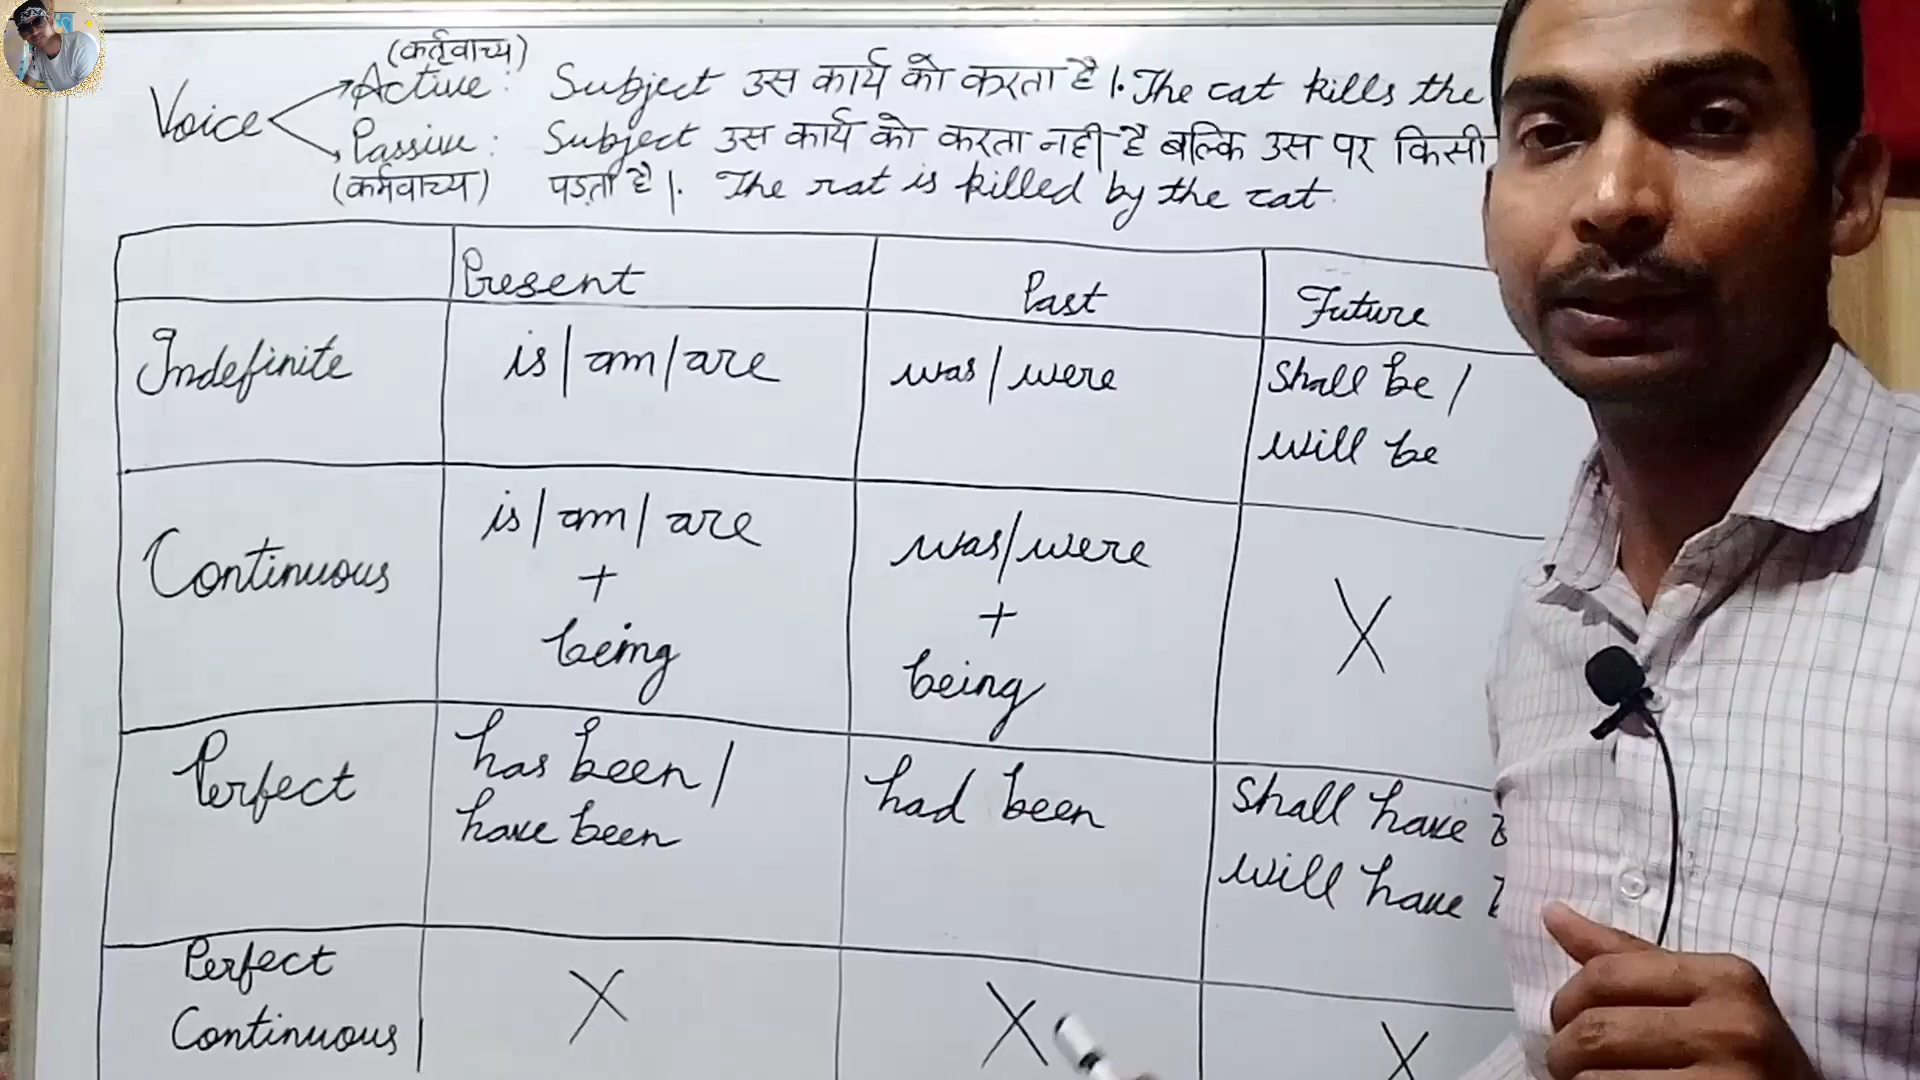 (कर्तृवाच्य)
Voice
Active: Subject उस कार्य को करता है। The cat kills the
Passive: Subject उस कार्य को करता नही है बल्कि उस पर किसी
(कर्मवाच्य) पड़ता है। The rat is killed by the cat.
Present Past Future
Indefinite is/am/are was/were shall be/
will be
Continuous is/am/are + being was/were + being X
Perfect has been/ had been shall have
have been will have
Perfect X X X
Continuous